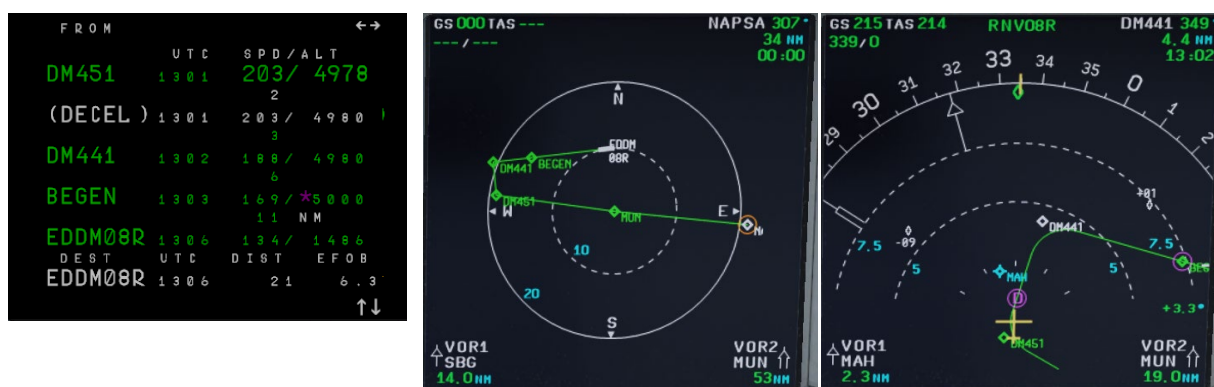 FROM ←→
UTC SPD/ALT
DM451 1301 203/ 4978
2
(DECEL ) 1301 203/ 4980 )
3
DM441 1302 188/ 4980
6
BEGEN 1303 169/*5000
11 NM
EDDM08R 1306 134/ 1486
DEST UTC DIST EFOB
EDDM08R 1306 21 6.3
↑↓
GS 000 TAS --- NAPSA 307°
---/--- 34 NM
00:00
N
EDDM
08R
DM441 BEGEN
DM451
W MUN E
10
20
S
VOR1 VOR2
SBG MUN
14.0NM 53NM
GS 215 TAS 214 RNV08R DM441 349
339/0 4.4 NM
13:02
29 30 31 32 33 34 35 0 1 2
+01
DM441
-09
7.5 7.5
5 MAH 5
BEG
D
+3.3°
DM451
VOR1 VOR2
MAH MUN
2.3NM 19.0NM